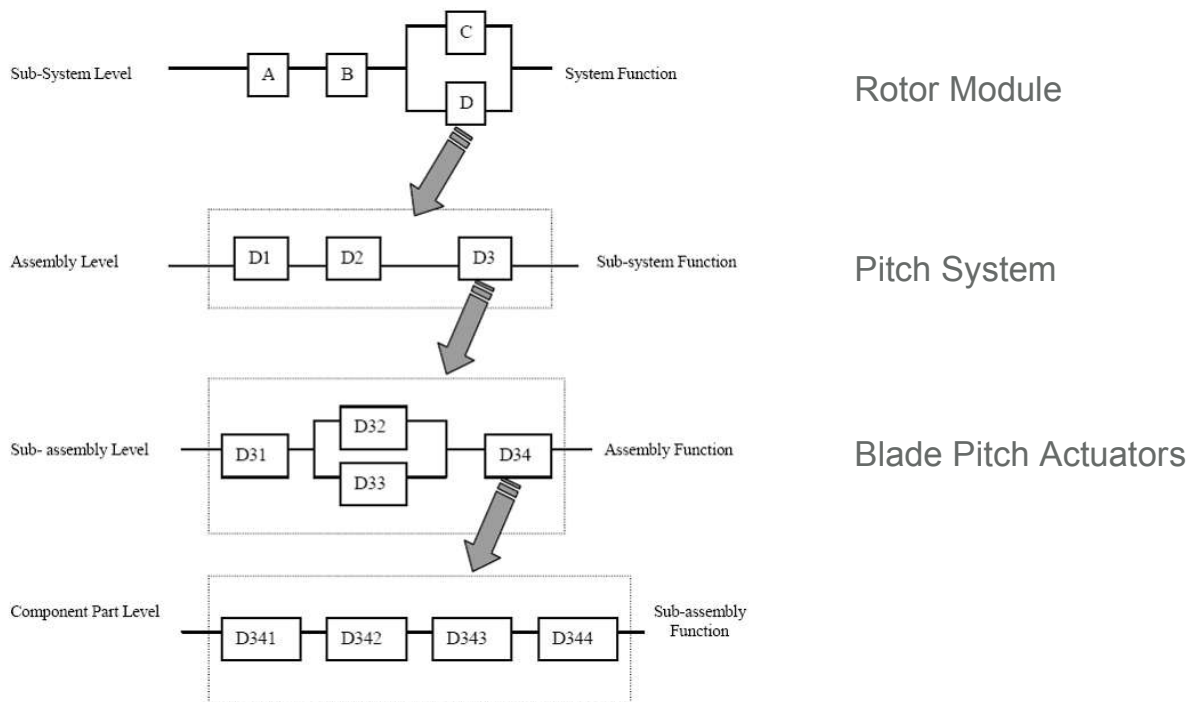 C
Sub-System Level
A
B
System Function
Rotor Module
D
Assembly Level
D1
D2
D3
Sub-system Function
Pitch System
D32
Sub- assembly Level
D31
D34
Assembly Function
Blade Pitch Actuators
D33
Component Part Level
Sub-assembly
Function
D341
D342
D343
D344